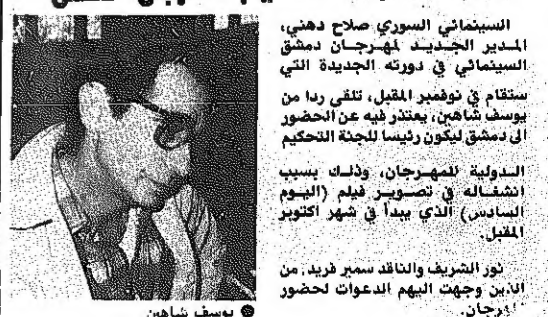 السينمائي السوري صلاح دهني،
المدير الجديد لمهرجان دمشق
السينمائي في دورته الجديدة التي
ستقام في نوفمبر المقبل، تلقى ردا من
يوسف شاهين، يعتذر فيه عن الحضور
الى دمشق ليكون رئيسا للجنة التحكيم
الدولية للمهرجان، وذلك بسبب
انشغاله في تصوير فيلم (اليوم
السادس) الذي يبدأ في شهر اكتوبر
المقبل.
نور الشريف والناقد سمير فريد، من
الذين وجهت اليهم الدعوات لحضور
المهرجان.
يوسف شاهين